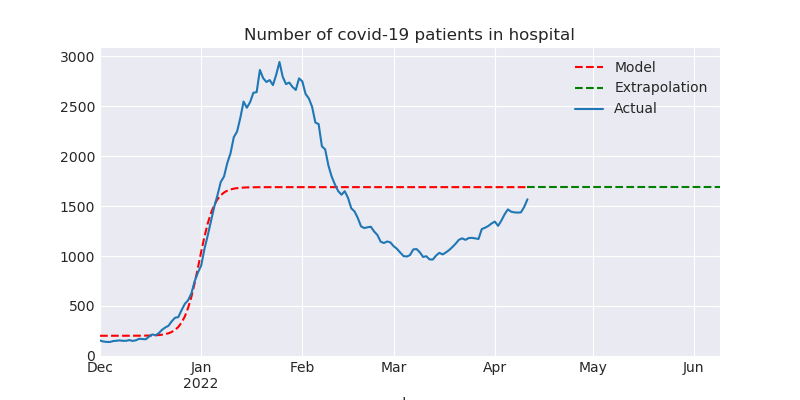 Number of covid-19 patients in hospital
3000
2500
2000
1500
1000
500
0
Model
Extrapolation
Actual
Dec Jan Feb Mar Apr May Jun
2022